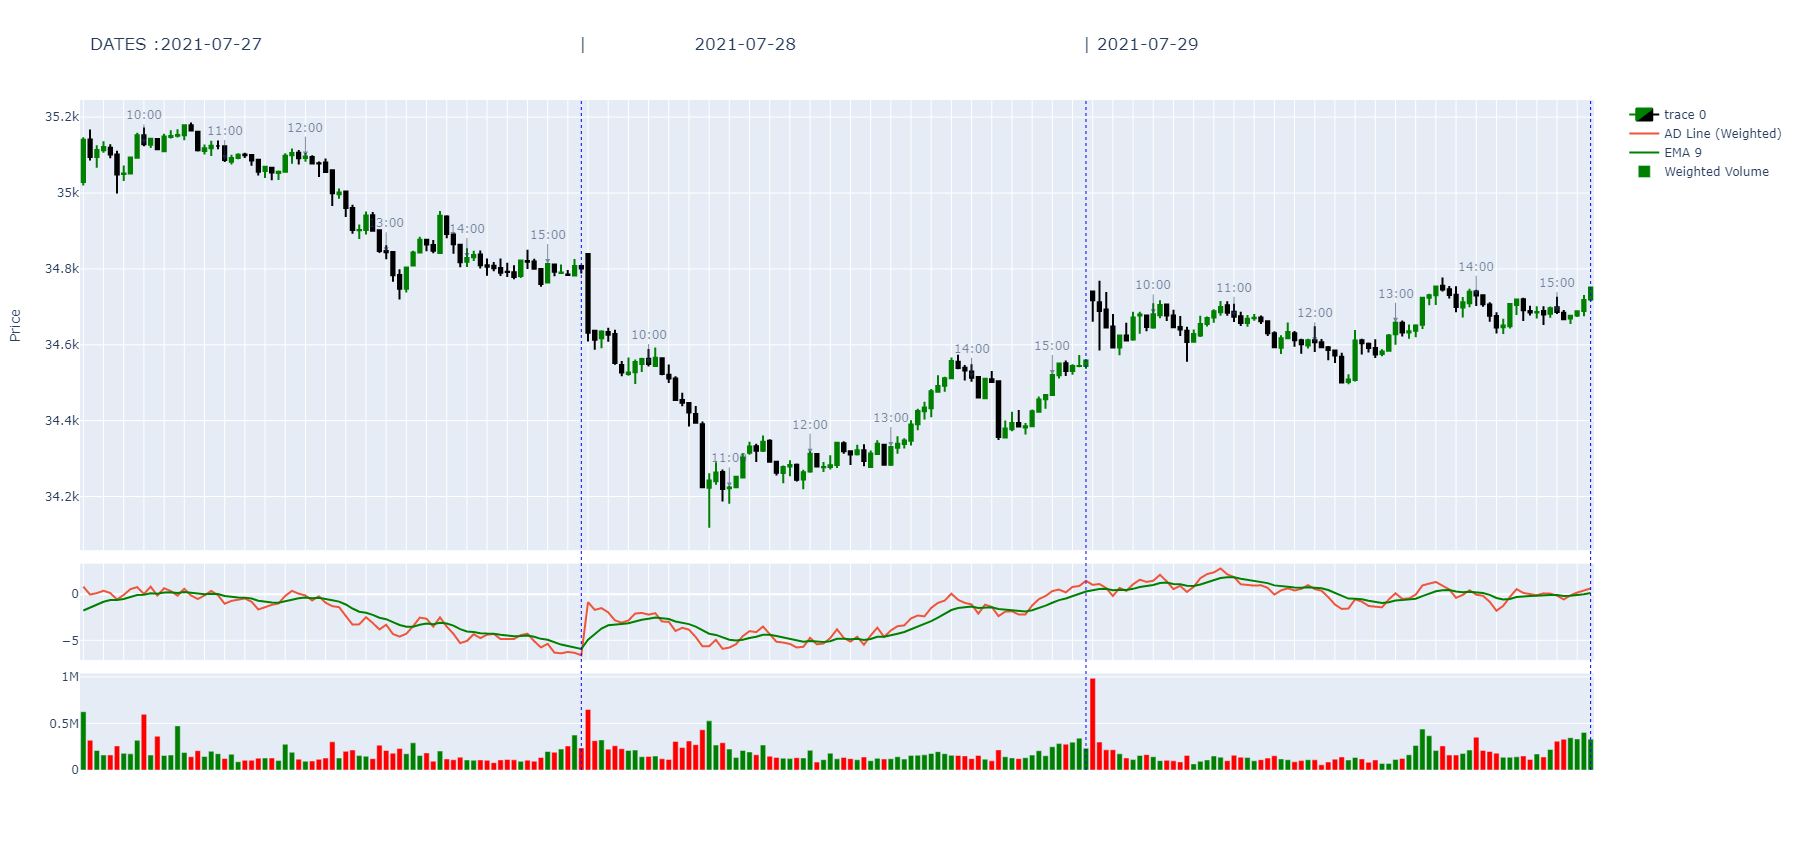 DATES :2021-07-27 | 2021-07-28 | 2021-07-29
35.2k
35k
34.8k
34.6k
34.4k
34.2k
Price
10:00
11:00
12:00
3:00
14:00
15:00
10:00
11:00
12:00
13:00
14:00
15:00
10:00
11:00
12:00
13:00
14:00
15:00
trace 0
AD Line (Weighted)
EMA 9
Weighted Volume
0
−5
1M
0.5M
0